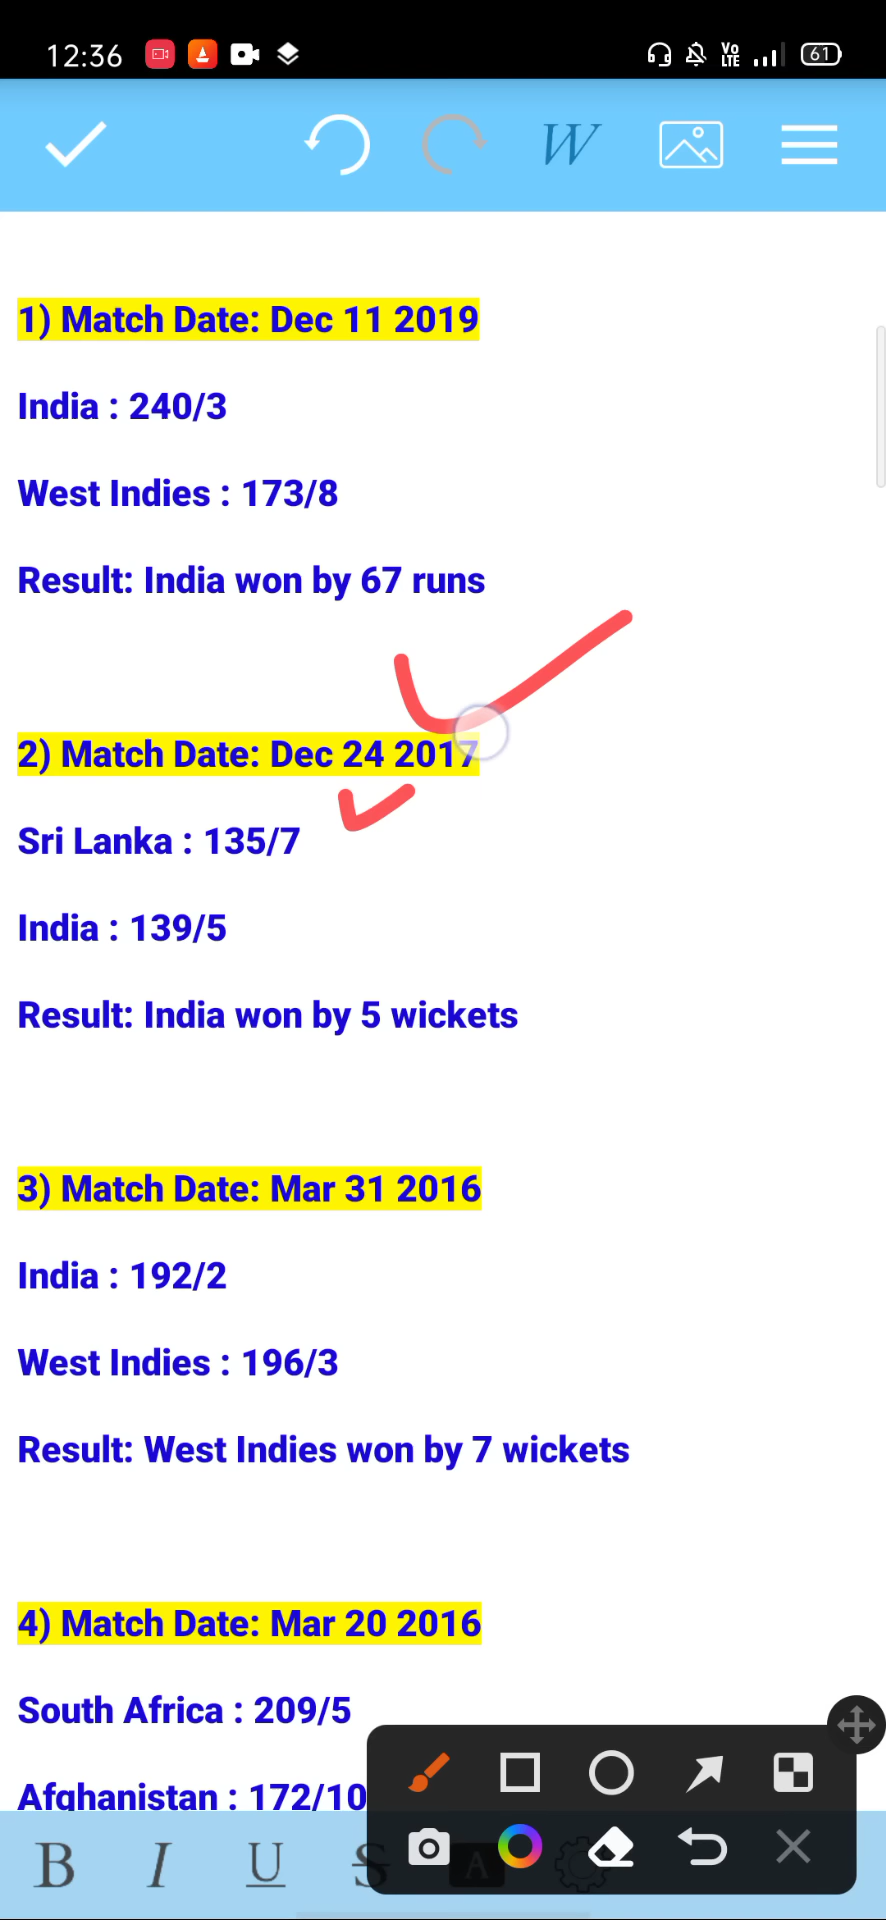 12:36
Vo LTE
61
W
1) Match Date: Dec 11 2019
India : 240/3
West Indies : 173/8
Result: India won by 67 runs
2) Match Date: Dec 24 2017
Sri Lanka : 135/7
India : 139/5
Result: India won by 5 wickets
3) Match Date: Mar 31 2016
India : 192/2
West Indies : 196/3
Result: West Indies won by 7 wickets
4) Match Date: Mar 20 2016
South Africa : 209/5
Afghanistan : 172/10
B I U S A